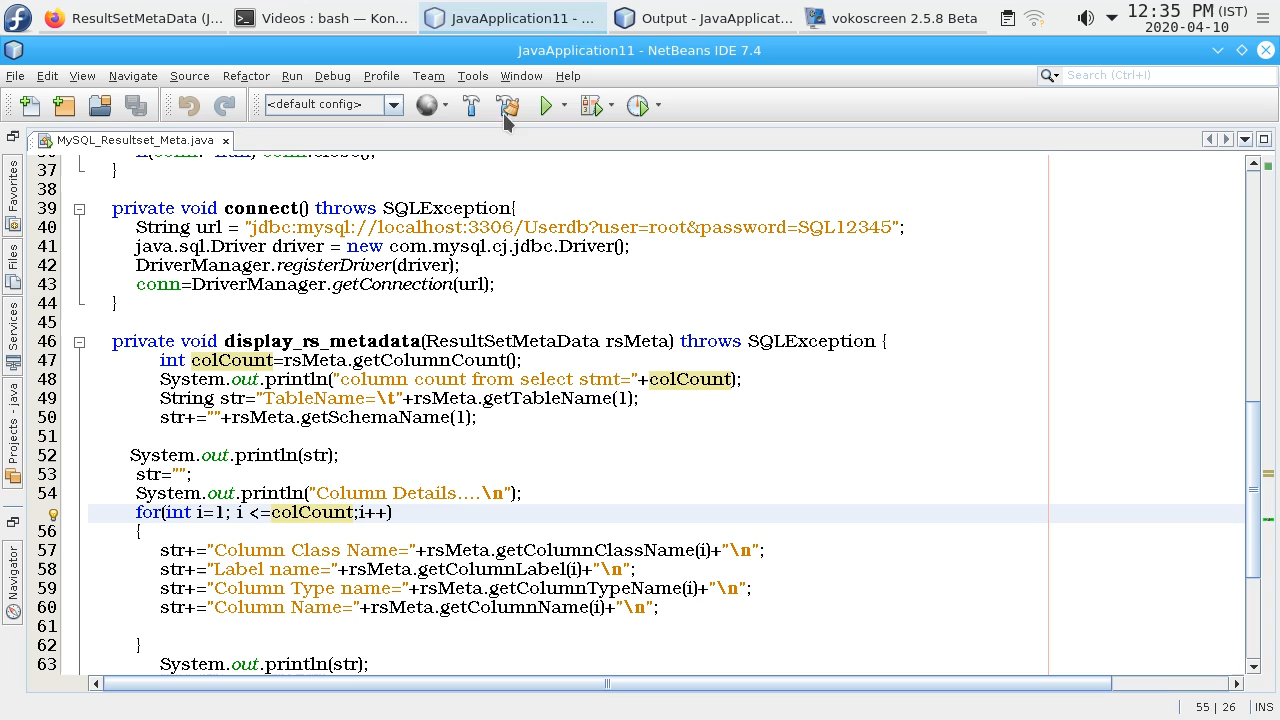 ResultSetMetaData (J...
Videos : bash — Kon...
JavaApplication11 - ...
Output - JavaApplicat...
vokoscreen 2.5.8 Beta
12:35 PM (IST)
2020-04-10
JavaApplication11 - NetBeans IDE 7.4
File Edit View Navigate Source Refactor Run Debug Profile Team Tools Window Help
Search (Ctrl+I)
<default config>
MySQL_Resultset_Meta.java
Favorites
Files
Services
Projects - Java
Navigator
37 }
38
39 private void connect() throws SQLException{
40 String url = "jdbc:mysql://localhost:3306/Userdb?user=root&password=SQL12345";
41 java.sql.Driver driver = new com.mysql.cj.jdbc.Driver();
42 DriverManager.registerDriver(driver);
43 conn=DriverManager.getConnection(url);
44 }
45
46 private void display_rs_metadata(ResultSetMetaData rsMeta) throws SQLException {
47 int colCount=rsMeta.getColumnCount();
48 System.out.println("column count from select stmt="+colCount);
49 String str="TableName=\t"+rsMeta.getTableName(1);
50 str+=""+rsMeta.getSchemaName(1);
51
52 System.out.println(str);
53 str="";
54 System.out.println("Column Details....\n");
for(int i=1; i <=colCount;i++)
56 {
57 str+="Column Class Name="+rsMeta.getColumnClassName(i)+"\n";
58 str+="Label name="+rsMeta.getColumnLabel(i)+"\n";
59 str+="Column Type name="+rsMeta.getColumnTypeName(i)+"\n";
60 str+="Column Name="+rsMeta.getColumnName(i)+"\n";
61
62 }
63 System.out.println(str);
55 | 26 INS